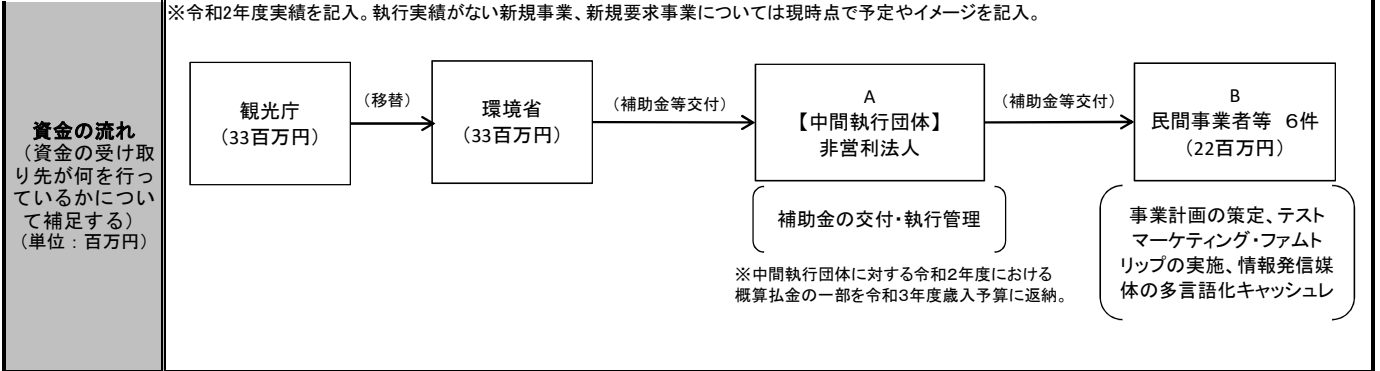 ※令和2年度実績を記入。執行実績がない新規事業、新規要求事業については現時点で予定やイメージを記入。
資金の流れ
（資金の受け取
り先が何を行っ
ているかについ
て補足する）
（単位：百万円）
観光庁
（33百万円）
（移替）
環境省
（33百万円）
（補助金等交付）
A
【中間執行団体】
非営利法人
（補助金等交付）
B
民間事業者等　6件
（22百万円）
補助金の交付・執行管理
※中間執行団体に対する令和2年度における
概算払金の一部を令和3年度歳入予算に返納。
事業計画の策定、テスト
マーケティング・ファムト
リップの実施、情報発信媒
体の多言語化キャッシュレ